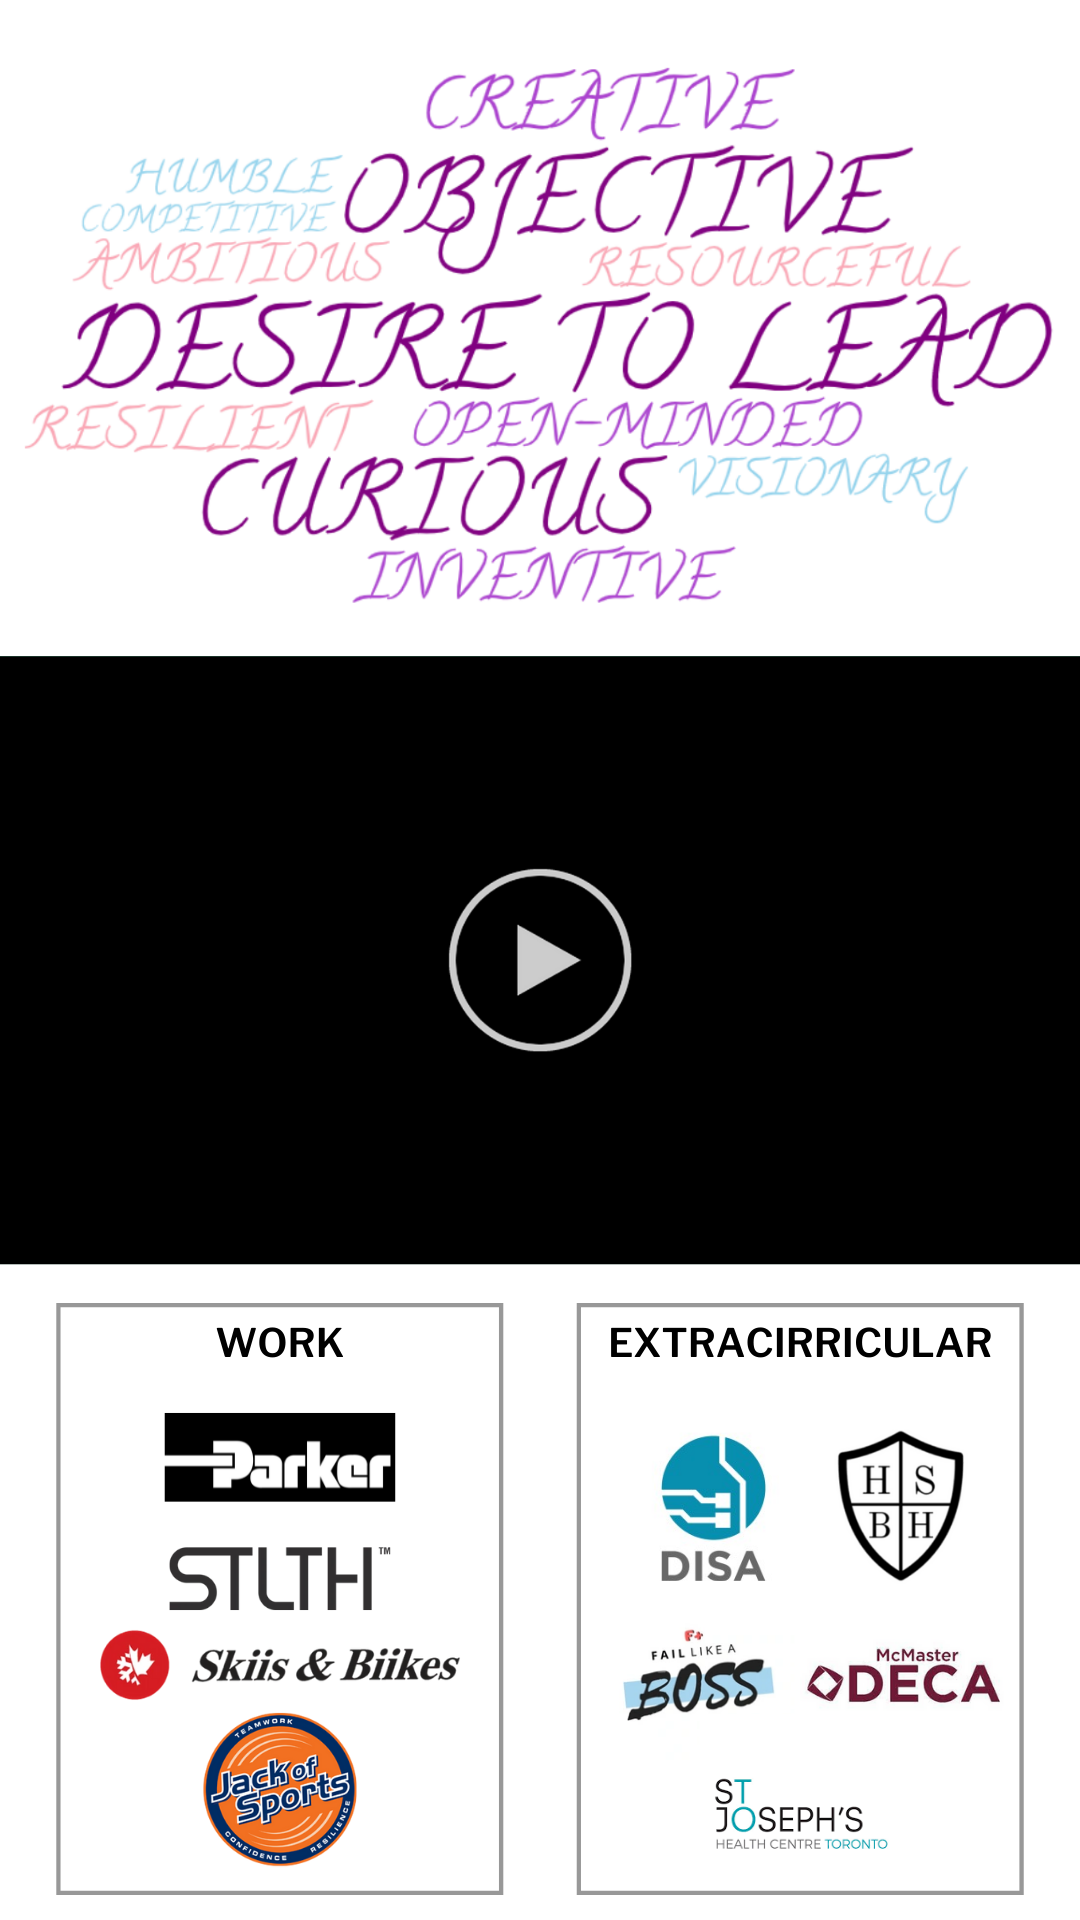 CREATIVE
HUMBLE
OBJECTIVE
COMPETITIVE
AMBITIOUS
RESOURCEFUL
DESIRE TO LEAD
RESILIENT
OPEN-MINDED
CURIOUS
VISIONARY
INVENTIVE
WORK
Parker
STLTH™
Skiis & Biikes
TEAMWORK
Jack of
Sports
CONFIDENCE
RESILIENCE
EXTRACIRRICULAR
DISA
H S
B H
F+
FAIL LIKE A
BOSS
McMaster
DECA
ST
JOSEPH'S
HEALTH CENTRE TORONTO